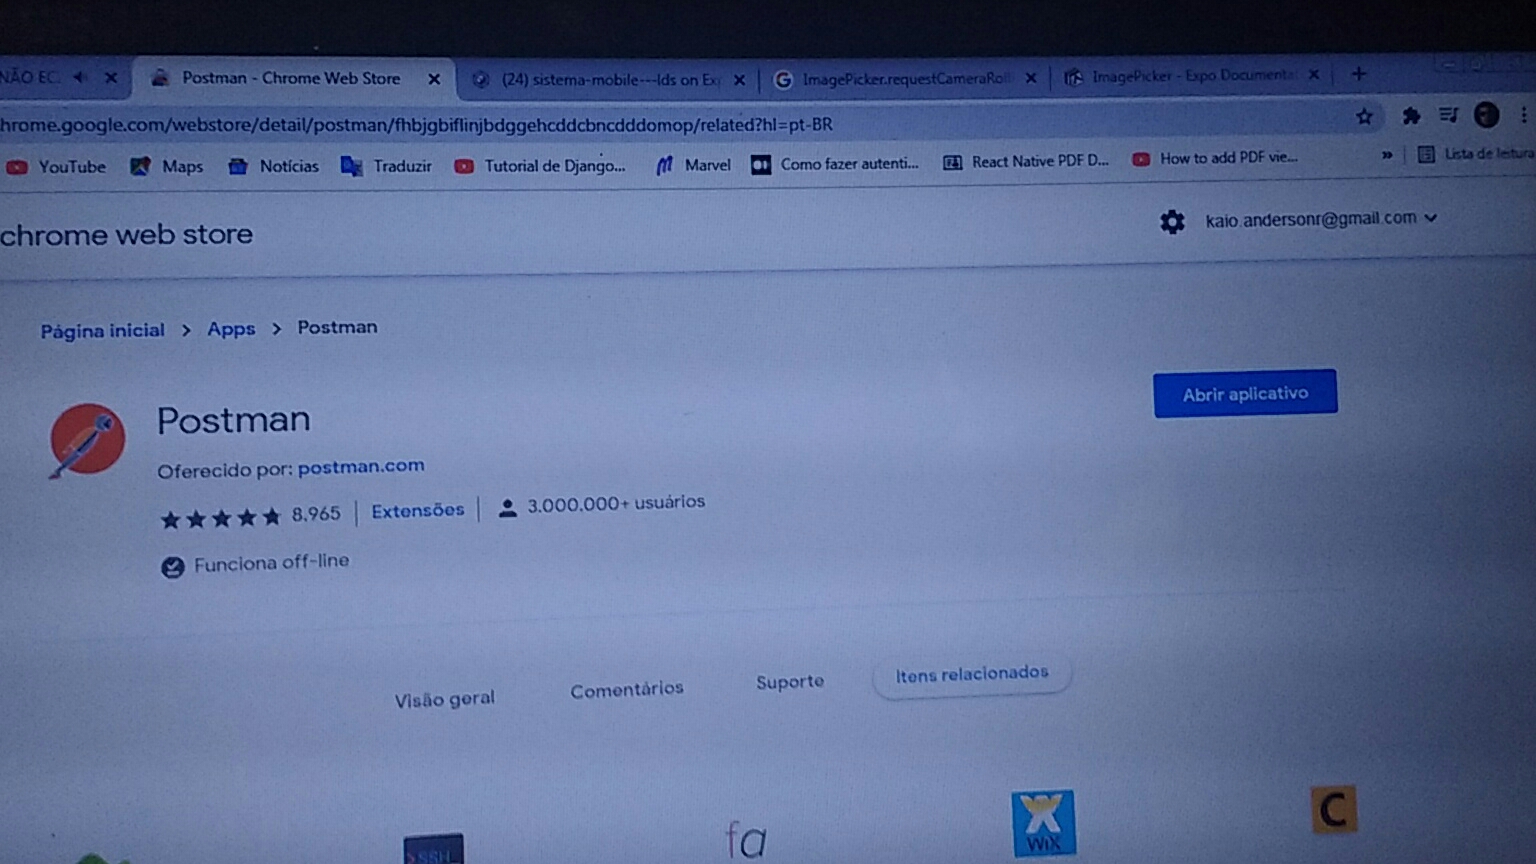 NÃO EC
Postman - Chrome Web Store
(24) sistema-mobile---lds on Ex
ImagePicker.requestCameraRol
ImagePicker - Expo Documenta
hrome.google.com/webstore/detail/postman/fhbjgbiflinjbdggehcddcbncdddomop/related?hl=pt-BR
YouTube Maps Notícias Traduzir Tutorial de Django... Marvel Como fazer autenti... React Native PDF D... How to add PDF vie... » Lista de leitura
chrome web store
kaio.andersonr@gmail.com
Página inicial > Apps > Postman
Abrir aplicativo
Postman
Oferecido por: postman.com
8.965 | Extensões | 3.000.000+ usuários
Funciona off-line
Visão geral Comentários Suporte Itens relacionados
>SSH_ fa WiX C